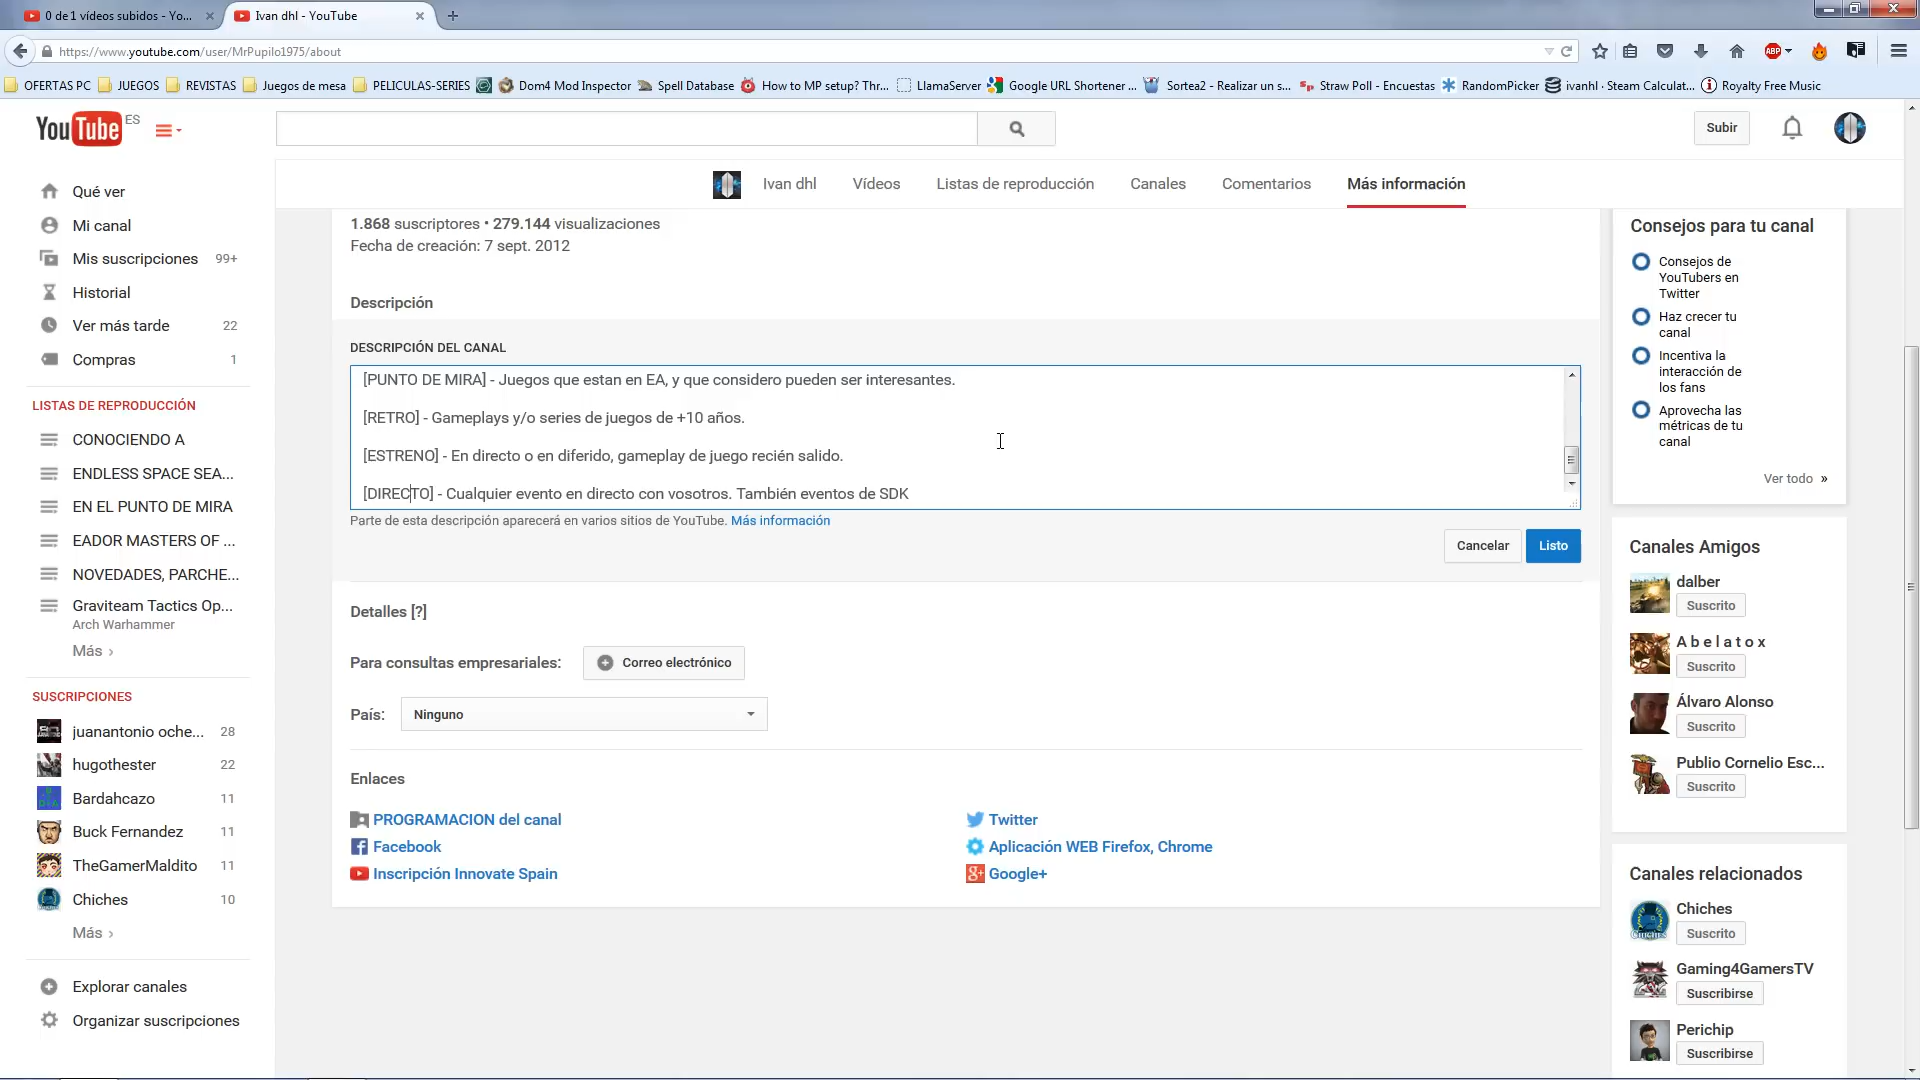 0 de 1 vídeos subidos - Yo...
Ivan dhl - YouTube
https://www.youtube.com/user/MrPupilo1975/about
OFERTAS PC
JUEGOS
REVISTAS
Juegos de mesa
PELICULAS-SERIES
Dom4 Mod Inspector
Spell Database
How to MP setup? Thr...
LlamaServer
Google URL Shortener ...
Sortea2 - Realizar un s...
Straw Poll - Encuestas
RandomPicker
ivanhl · Steam Calculat...
Royalty Free Music
ABP
YouTube ES
Subir
Ivan dhl
Vídeos
Listas de reproducción
Canales
Comentarios
Más información
Qué ver
Mi canal
Mis suscripciones 99+
Historial
Ver más tarde 22
Compras 1
LISTAS DE REPRODUCCIÓN
CONOCIENDO A
ENDLESS SPACE SEA...
EN EL PUNTO DE MIRA
EADOR MASTERS OF ...
NOVEDADES, PARCHE...
Graviteam Tactics Op...
Arch Warhammer
Más ›
SUSCRIPCIONES
juanantonio oche... 28
hugothester 22
Bardahcazo 11
Buck Fernandez 11
TheGamerMaldito 11
Chiches 10
Más ›
Explorar canales
Organizar suscripciones
1.868 suscriptores • 279.144 visualizaciones
Fecha de creación: 7 sept. 2012
Descripción
DESCRIPCIÓN DEL CANAL
[PUNTO DE MIRA] - Juegos que estan en EA, y que considero pueden ser interesantes.
[RETRO] - Gameplays y/o series de juegos de +10 años.
[ESTRENO] - En directo o en diferido, gameplay de juego recién salido.
[DIRECTO] - Cualquier evento en directo con vosotros. También eventos de SDK
Parte de esta descripción aparecerá en varios sitios de YouTube. Más información
Cancelar
Listo
Detalles [?]
Para consultas empresariales:
Correo electrónico
País:
Ninguno
Enlaces
PROGRAMACION del canal
Twitter
Facebook
Aplicación WEB Firefox, Chrome
Inscripción Innovate Spain
Google+
Consejos para tu canal
Consejos de
YouTubers en
Twitter
Haz crecer tu
canal
Incentiva la
interacción de
los fans
Aprovecha las
métricas de tu
canal
Ver todo »
Canales Amigos
dalber
Suscrito
A b e l a t o x
Suscrito
Álvaro Alonso
Suscrito
Publio Cornelio Esc...
Suscrito
Canales relacionados
Chiches
Suscrito
Gaming4GamersTV
Suscribirse
Perichip
Suscribirse